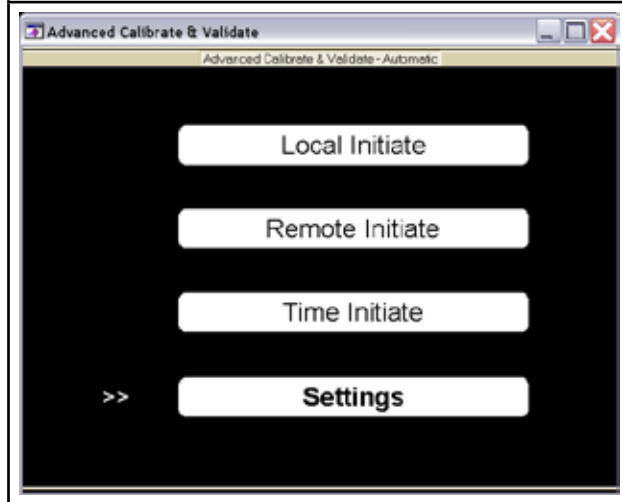 Advanced Calibrate & Validate
Advanced Calibrate & Validate - Automatic
Local Initiate
Remote Initiate
Time Initiate
>> Settings